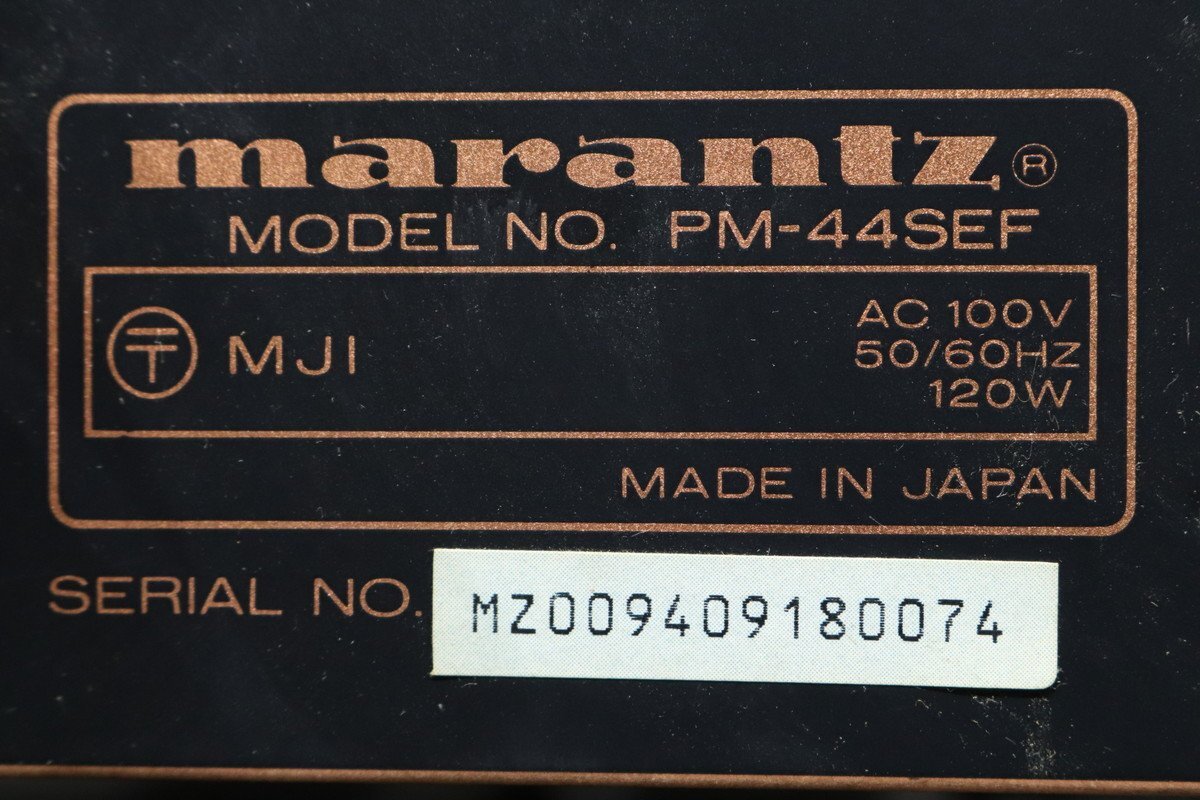 marantz®
MODEL NO. PM-44SEF
〒 MJI
AC 100V
50/60HZ
120W
MADE IN JAPAN
SERIAL NO. MZ009409180074